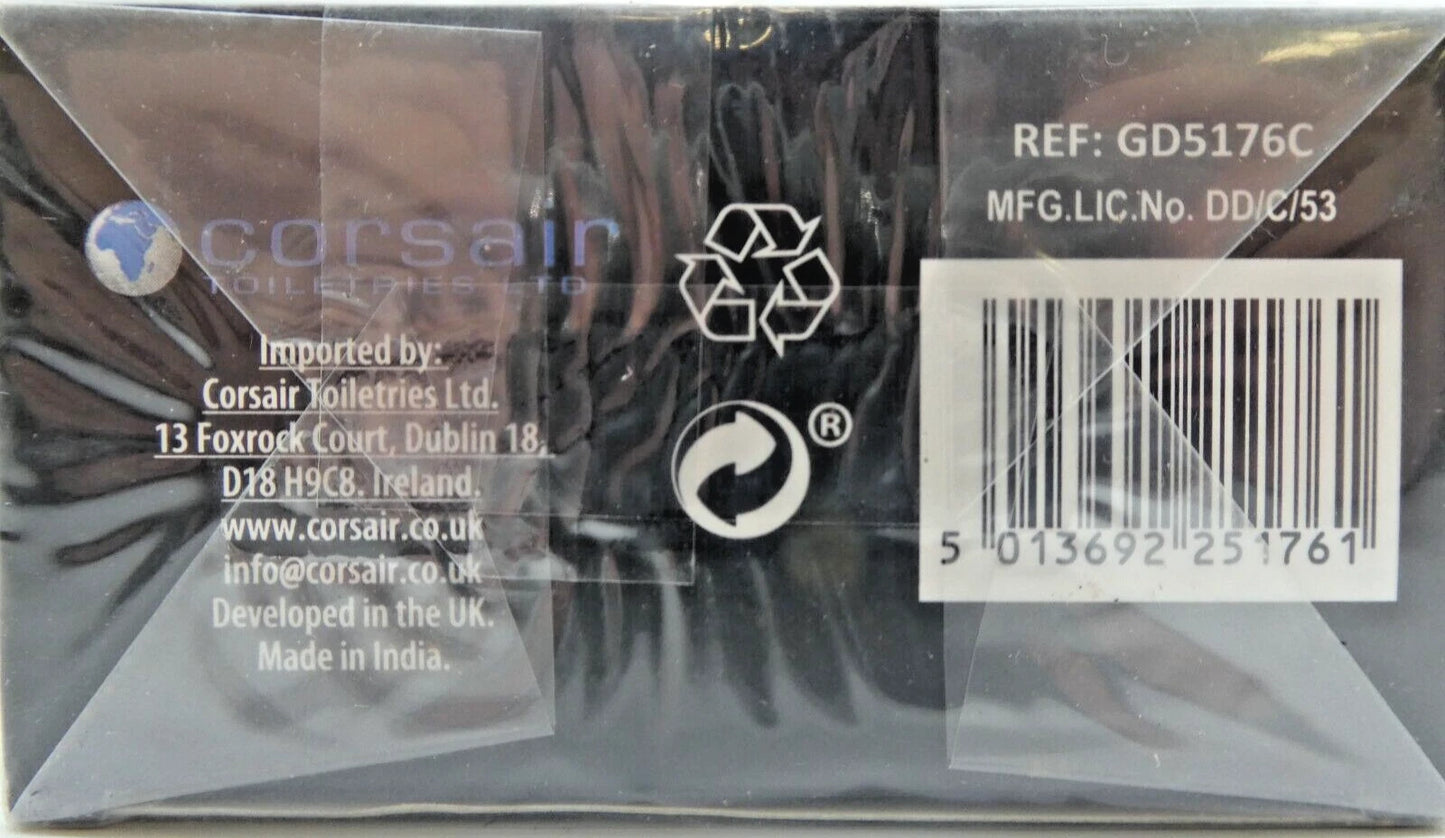 corsair
TOILETRIES LTD
Imported by:
Corsair Toiletries Ltd.
13 Foxrock Court, Dublin 18,
D18 H9C8. Ireland.
www.corsair.co.uk
info@corsair.co.uk
Developed in the UK.
Made in India.
®
REF: GD5176C
MFG.LIC.No. DD/C/53
5 013692 251761